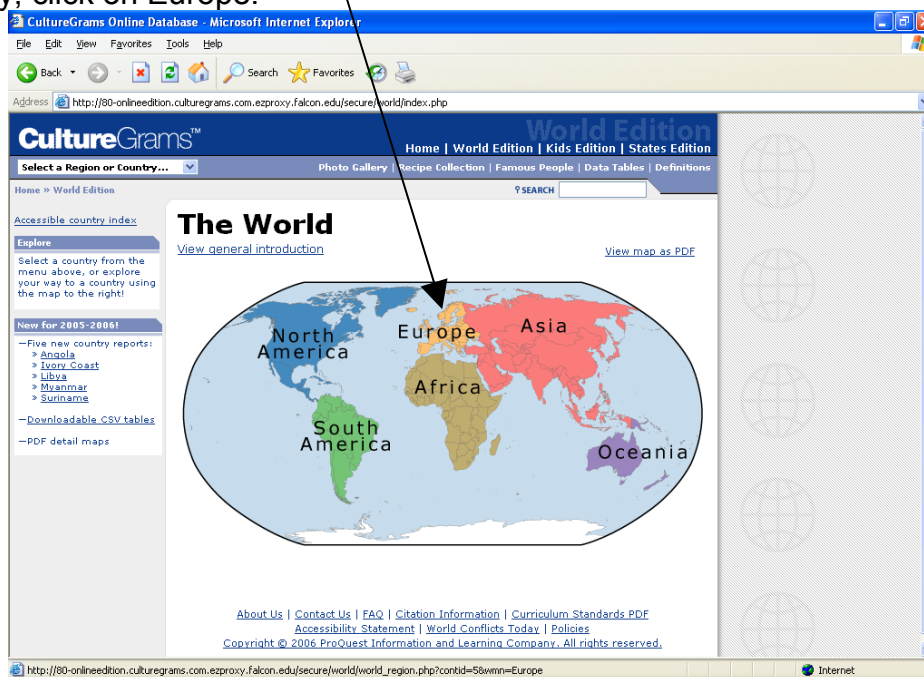 y, click on Europe.
CultureGrams Online Database - Microsoft Internet Explorer
File Edit View Favorites Tools Help
Back Search Favorites
Address http://80-onlineedition.culturegrams.com.ezproxy.falcon.edu/secure/world/index.php
CultureGrams™
World Edition
Home | World Edition | Kids Edition | States Edition
Select a Region or Country...
Photo Gallery | Recipe Collection | Famous People | Data Tables | Definitions
Home » World Edition
? SEARCH
Accessible country index
Explore
Select a country from the
menu above, or explore
your way to a country using
the map to the right!
New for 2005-2006!
—Five new country reports:
» Angola
» Ivory Coast
» Libya
» Myanmar
» Suriname
—Downloadable CSV tables
—PDF detail maps
The World
View general introduction
View map as PDF
North
America
Europe
Asia
Africa
South
America
Oceania
About Us | Contact Us | FAQ | Citation Information | Curriculum Standards PDF
Accessibility Statement | World Conflicts Today | Policies
Copyright © 2006 ProQuest Information and Learning Company. All rights reserved.
http://80-onlineedition.culturegrams.com.ezproxy.falcon.edu/secure/world/world_region.php?contid=5&wmn=Europe
Internet